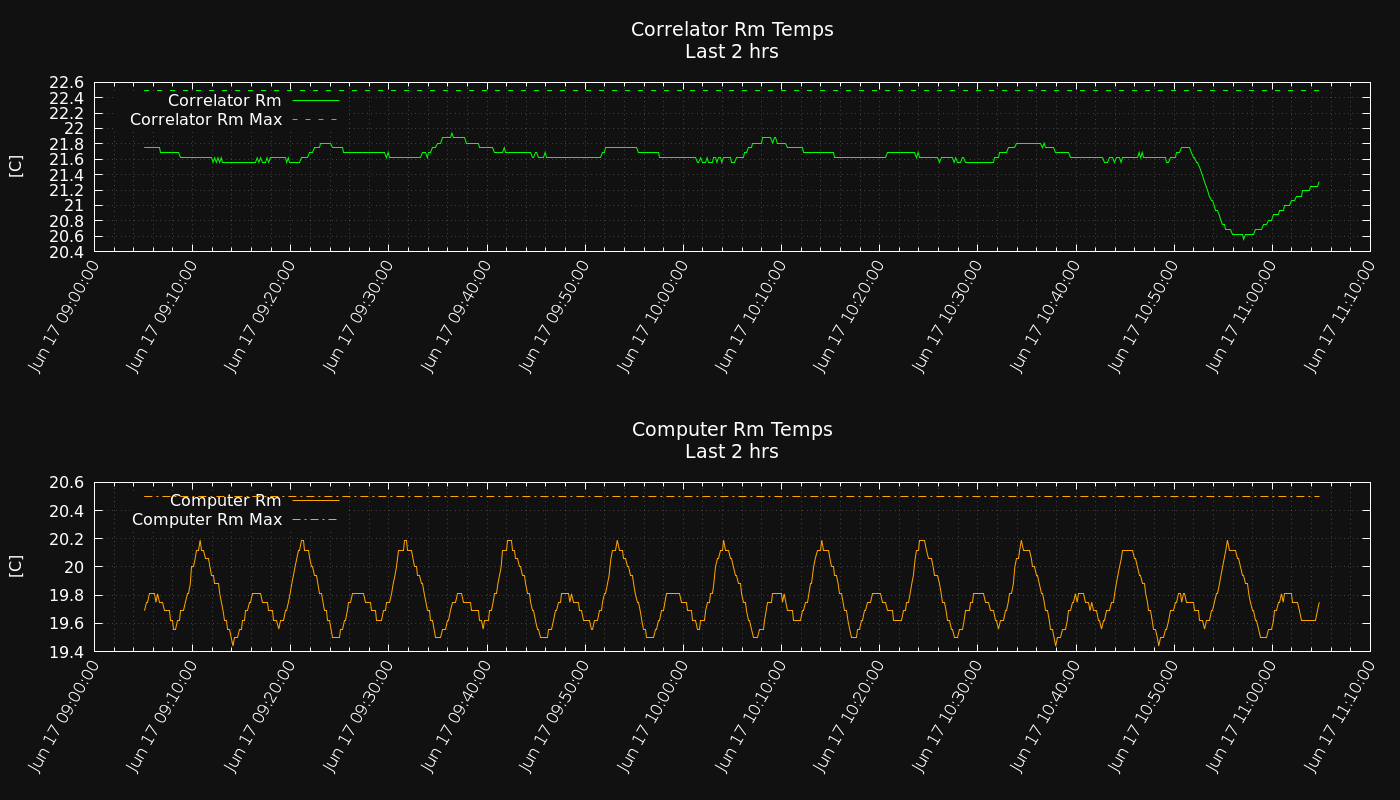 Correlator Rm Temps
Last 2 hrs
22.6
22.4
22.2
22
21.8
21.6
21.4
21.2
21
20.8
20.6
20.4
[C]
Correlator Rm
Correlator Rm Max
Jun 17 09:00:00
Jun 17 09:10:00
Jun 17 09:20:00
Jun 17 09:30:00
Jun 17 09:40:00
Jun 17 09:50:00
Jun 17 10:00:00
Jun 17 10:10:00
Jun 17 10:20:00
Jun 17 10:30:00
Jun 17 10:40:00
Jun 17 10:50:00
Jun 17 11:00:00
Jun 17 11:10:00
Computer Rm Temps
Last 2 hrs
20.6
20.4
20.2
20
19.8
19.6
19.4
[C]
Computer Rm
Computer Rm Max
Jun 17 09:00:00
Jun 17 09:10:00
Jun 17 09:20:00
Jun 17 09:30:00
Jun 17 09:40:00
Jun 17 09:50:00
Jun 17 10:00:00
Jun 17 10:10:00
Jun 17 10:20:00
Jun 17 10:30:00
Jun 17 10:40:00
Jun 17 10:50:00
Jun 17 11:00:00
Jun 17 11:10:00